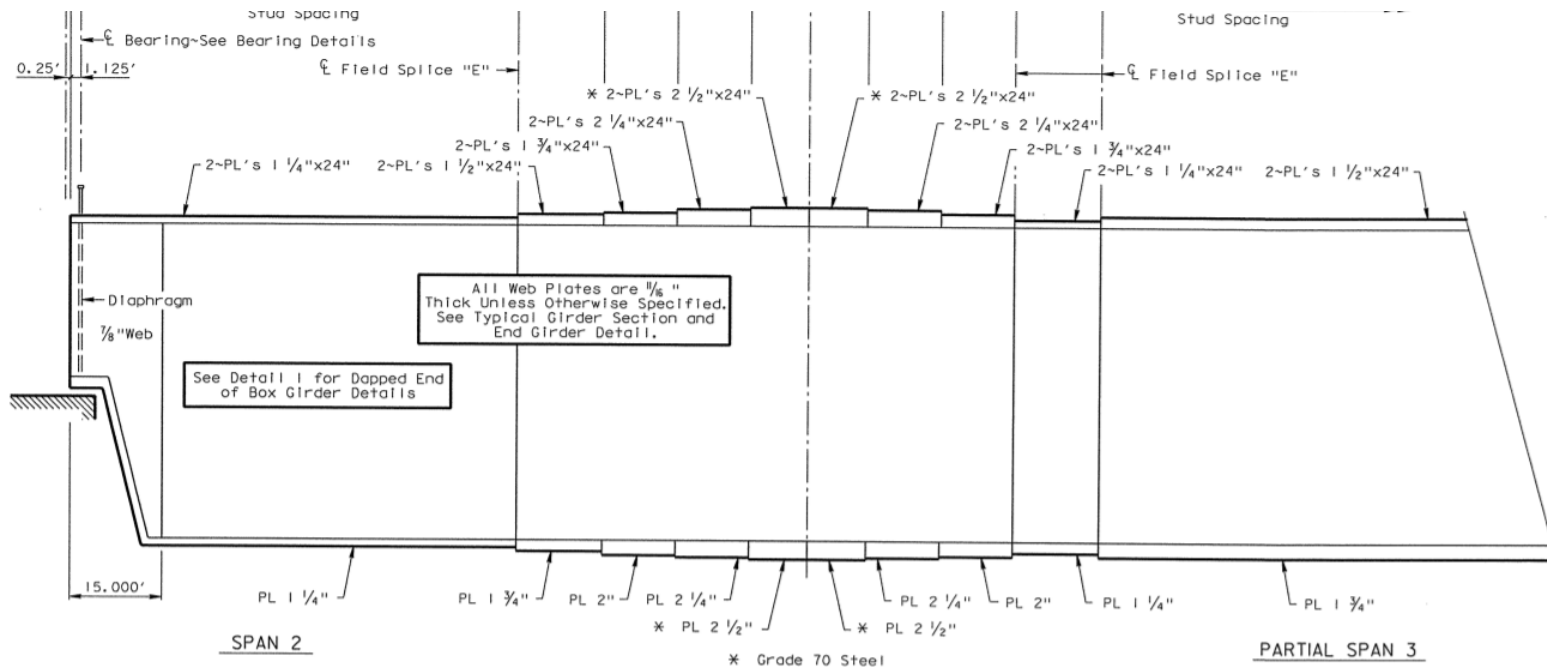 Stud Spacing
Stud Spacing
℄ Bearing~See Bearing Details
0.25' 1.125'
℄ Field Splice "E"
℄ Field Splice "E"
* 2~PL's 2 1/2"x24"
* 2~PL's 2 1/2"x24"
2~PL's 2 1/4"x24"
2~PL's 2 1/4"x24"
2~PL's 1 3/4"x24"
2~PL's 1 3/4"x24"
2~PL's 1 1/4"x24"
2~PL's 1 1/2"x24"
2~PL's 1 1/4"x24"
2~PL's 1 1/2"x24"
Diaphragm
7/8"Web
All Web Plates are 11/16 "
Thick Unless Otherwise Specified.
See Typical Girder Section and
End Girder Detail.
See Detail 1 for Dapped End
of Box Girder Details
15.000'
PL 1 1/4"
PL 1 3/4"
PL 2"
PL 2 1/4"
* PL 2 1/2"
* PL 2 1/2"
PL 2 1/4"
PL 2"
PL 1 1/4"
PL 1 3/4"
SPAN 2
* Grade 70 Steel
PARTIAL SPAN 3